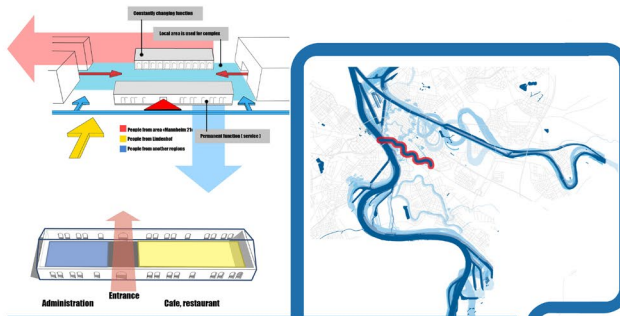 Constantly changing function
Local area is used for complex
Permanent function ( service )
People from area «Mannheim 21»
People from Lindenhof
People from another regions
Entrance
Administration
Cafe, restaurant